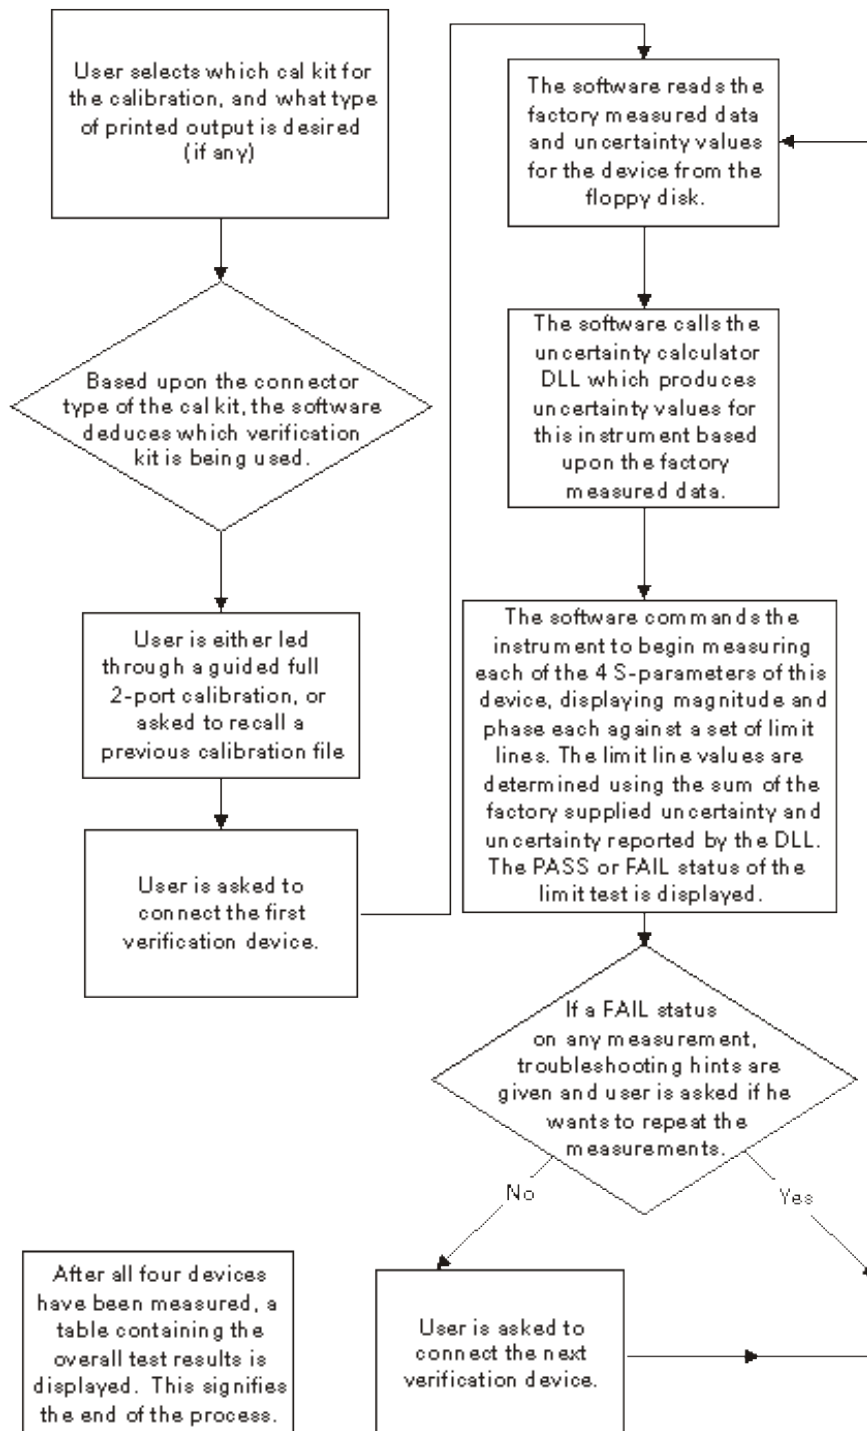 User selects which cal kit for
the calibration, and what type
of printed output is desired
(if any)
Based upon the connector
type of the cal kit, the software
deduces which verification
kit is being used.
User is either led
through a guided full
2-port calibration, or
asked to recall a
previous calibration file
User is asked to
connect the first
verification device.
The software reads the
factory measured data
and uncertainty values
for the device from the
floppy disk.
The software calls the
uncertainty calculator
DLL which produces
uncertainty values for
this instrument based
upon the factory
measured data.
The software commands the
instrument to begin measuring
each of the 4 S-parameters of this
device, displaying magnitude and
phase each against a set of limit
lines. The limit line values are
determined using the sum of the
factory supplied uncertainty and
uncertainty reported by the DLL.
The PASS or FAIL status of the
limit test is displayed.
If a FAIL status
on any measurement,
troubleshooting hints are
given and user is asked if he
wants to repeat the
measurements.
No
Yes
User is asked to
connect the next
verification device.
After all four devices
have been measured, a
table containing the
overall test results is
displayed. This signifies
the end of the process.